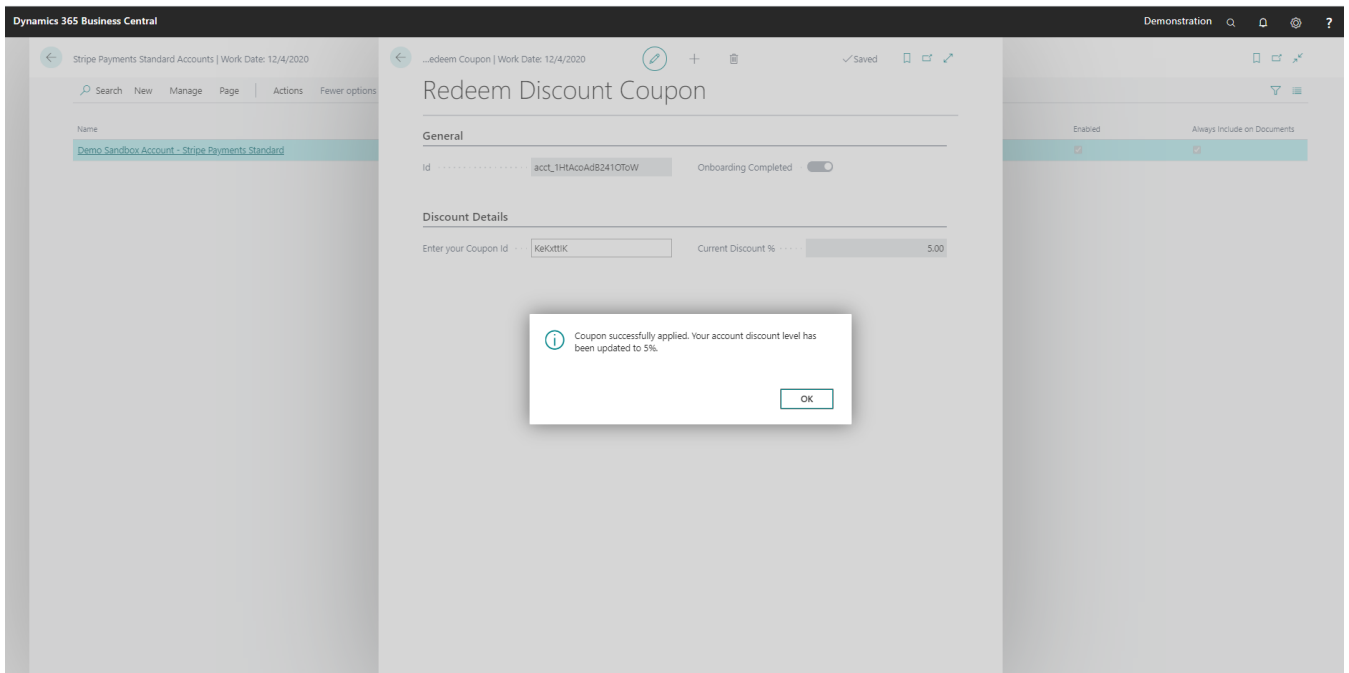 Dynamics 365 Business Central
Demonstration
?
Stripe Payments Standard Accounts | Work Date: 12/4/2020
Search New Manage Page Actions Fewer options
Name
Demo Sandbox Account - Stripe Payments Standard
Enabled Always Include on Documents
...edeem Coupon | Work Date: 12/4/2020
Saved
Redeem Discount Coupon
General
Id acct_1HtAcoAdB241OToW Onboarding Completed
Discount Details
Enter your Coupon Id KeKxttIK Current Discount % 5.00
Coupon successfully applied. Your account discount level has
been updated to 5%.
OK